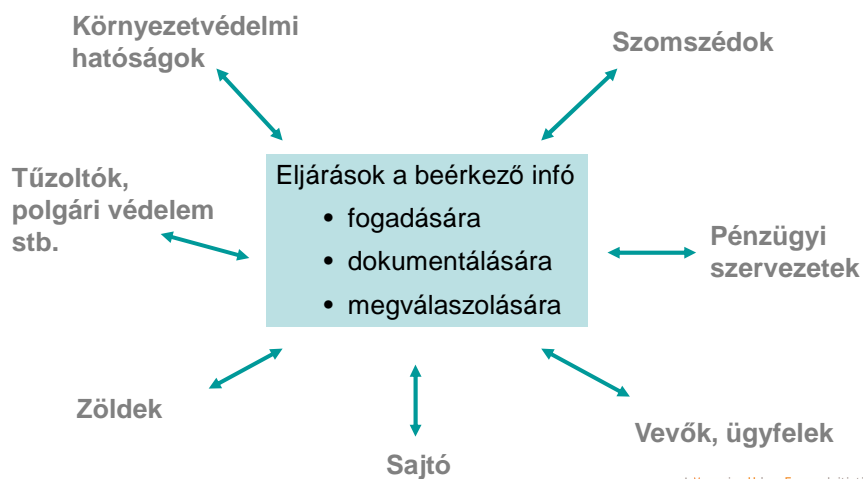 Környezetvédelmi
hatóságok
Szomszédok
Tűzoltók,
polgári védelem
stb.
Eljárások a beérkező infó
• fogadására
• dokumentálására
• megválaszolására
Pénzügyi
szervezetek
Zöldek
Sajtó
Vevők, ügyfelek